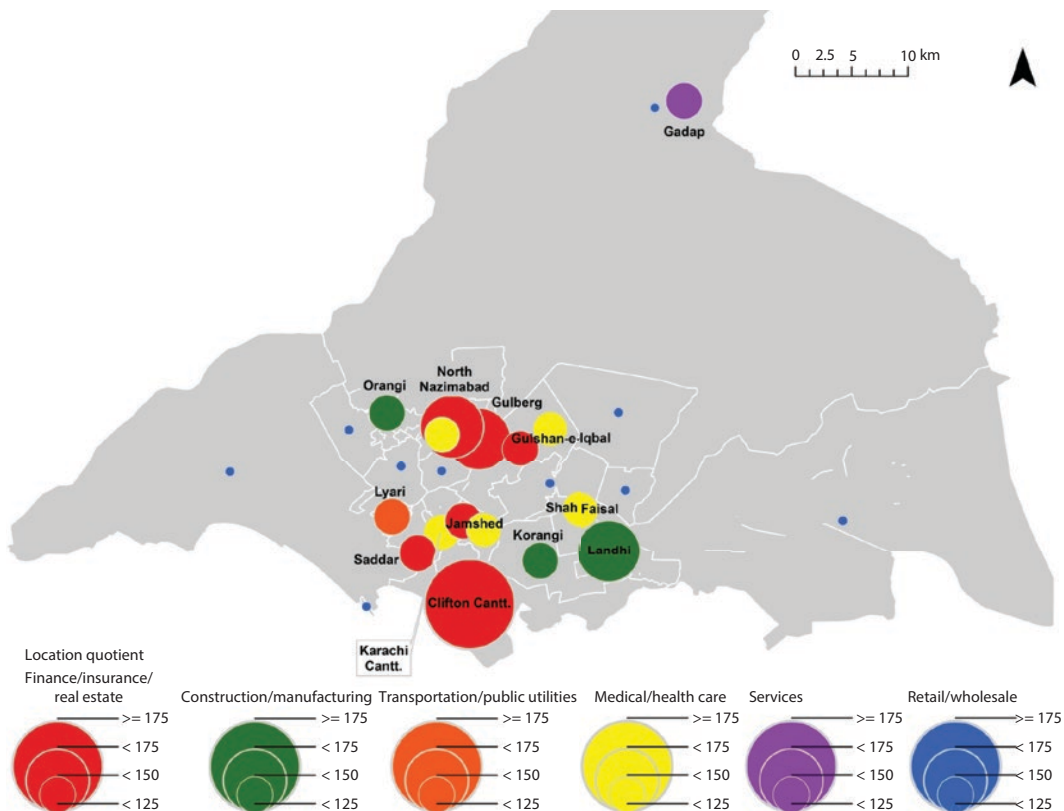 0 2.5 5 10 km
Gadap
North
Nazimabad
Orangi
Gulberg
Gulshan-e-Iqbal
Lyari
Shah Faisal
Jamshed
Korangi
Landhi
Saddar
Clifton Cantt.
Karachi
Cantt.
Location quotient
Finance/insurance/
real estate
Construction/manufacturing
Transportation/public utilities
Medical/health care
Services
Retail/wholesale
>= 175 >= 175 >= 175 >= 175 >= 175 >= 175
< 175 < 175 < 175 < 175 < 175 < 175
< 150 < 150 < 150 < 150 < 150 < 150
< 125 < 125 < 125 < 125 < 125 < 125